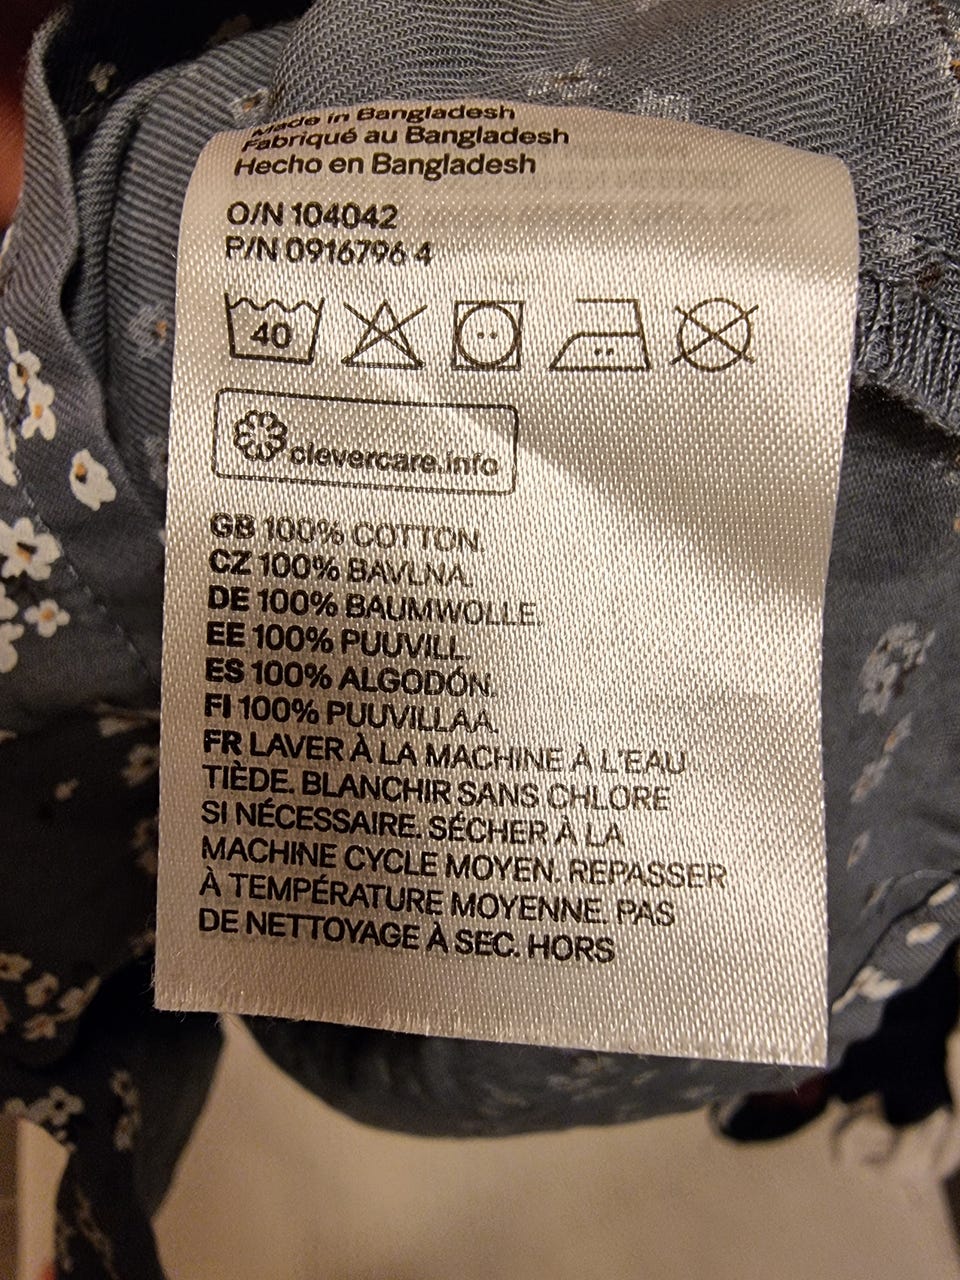 Made in Bangladesh
Fabriqué au Bangladesh
Hecho en Bangladesh
O/N 104042
P/N 0916796 4
40
clevercare.info
GB 100% COTTON.
CZ 100% BAVLNA.
DE 100% BAUMWOLLE.
EE 100% PUUVILL.
ES 100% ALGODÓN.
FI 100% PUUVILLAA.
FR LAVER À LA MACHINE À L'EAU
TIÈDE. BLANCHIR SANS CHLORE
SI NÉCESSAIRE. SÉCHER À LA
MACHINE CYCLE MOYEN. REPASSER
À TEMPÉRATURE MOYENNE. PAS
DE NETTOYAGE À SEC. HORS